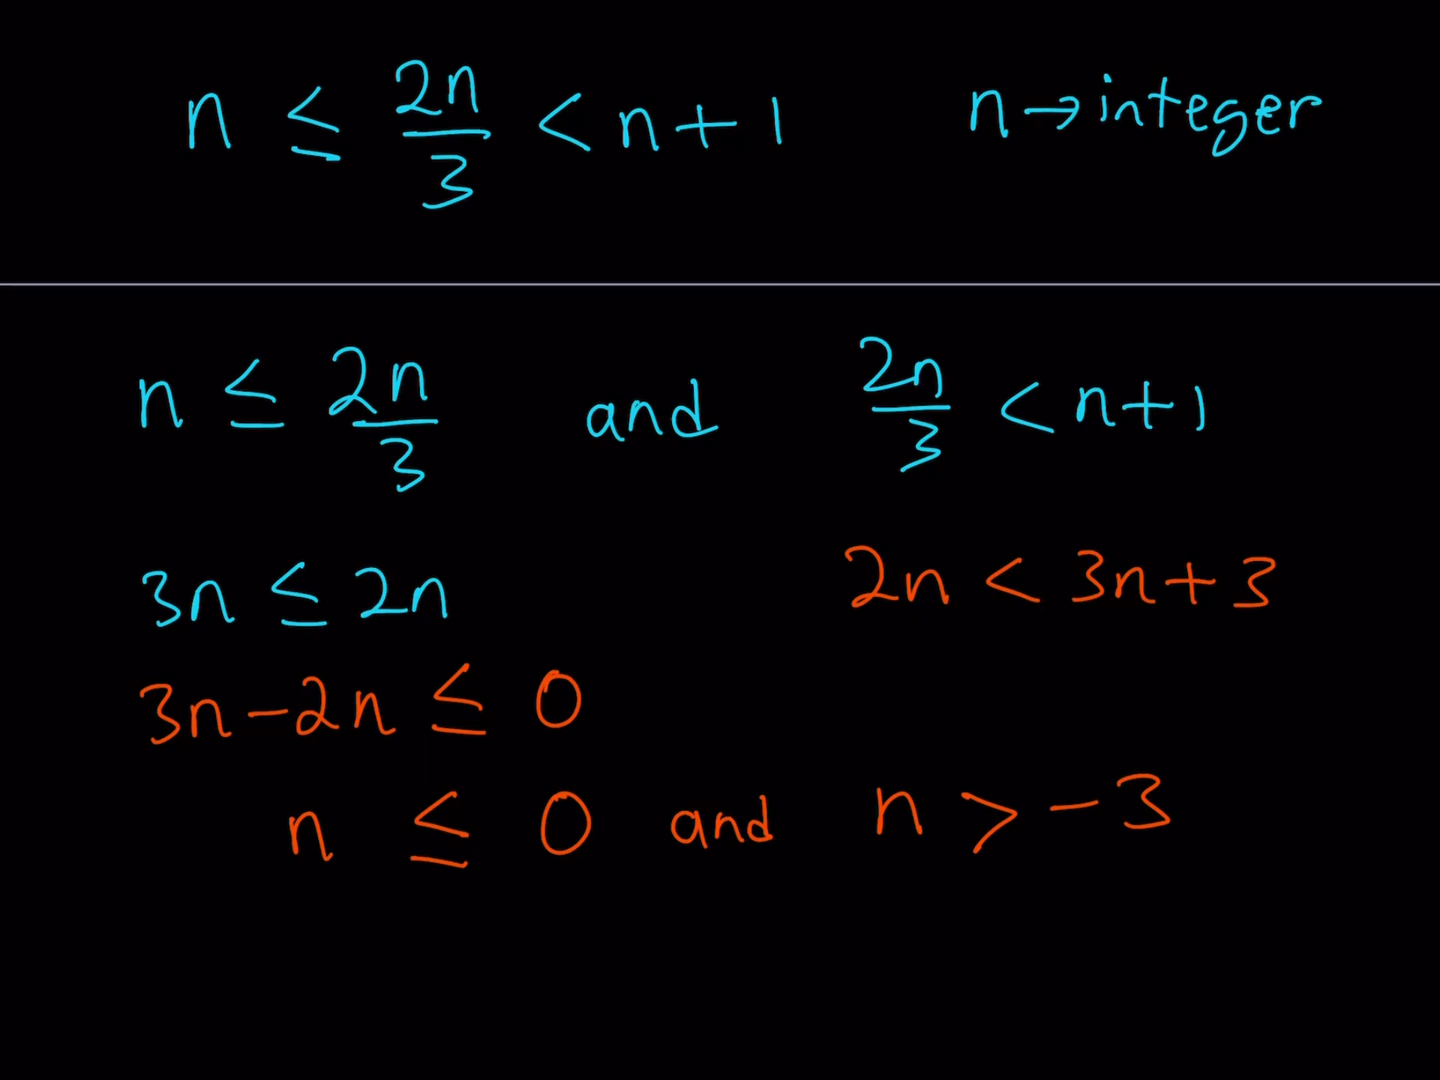 n ≤ 2n/3 < n+1 n→integer
n ≤ 2n/3 and 2n/3 < n+1
3n ≤ 2n 2n < 3n+3
3n-2n ≤ 0
n ≤ 0 and n > -3